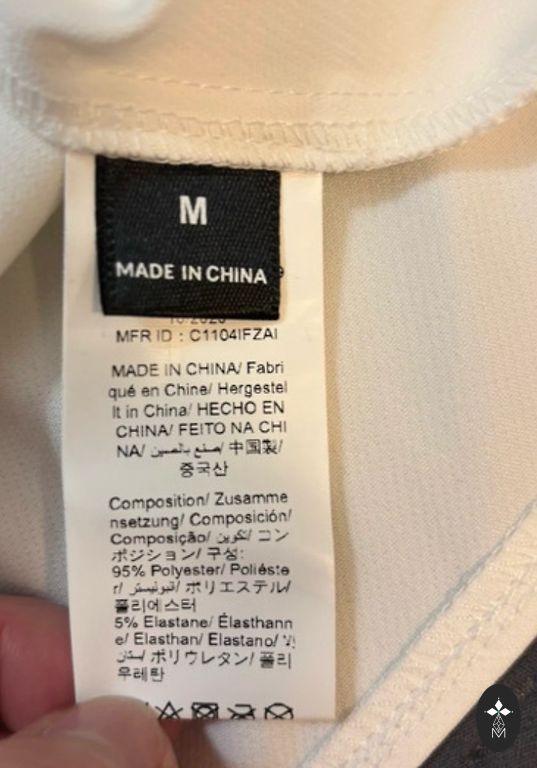 M
MADE IN CHINA
MFR ID : C1104IFZAI
MADE IN CHINA/ Fabri
qué en Chine/ Hergestel
lt in China/ HECHO EN
CHINA/ FEITO NA CHI
NA/ صنع بالصين/ 中国製/
중국산
Composition/ Zusamme
nsetzung/ Composición/
Composição/ تكوين/ コン
ポジション/ 구성:
95% Polyester/ Poliéste
r/ ポリエステル/
폴리에스터
5% Elastane/ Élasthann
e/ Elasthan/ Elastano/
ポリウレタン/ 폴리
우레탄
M